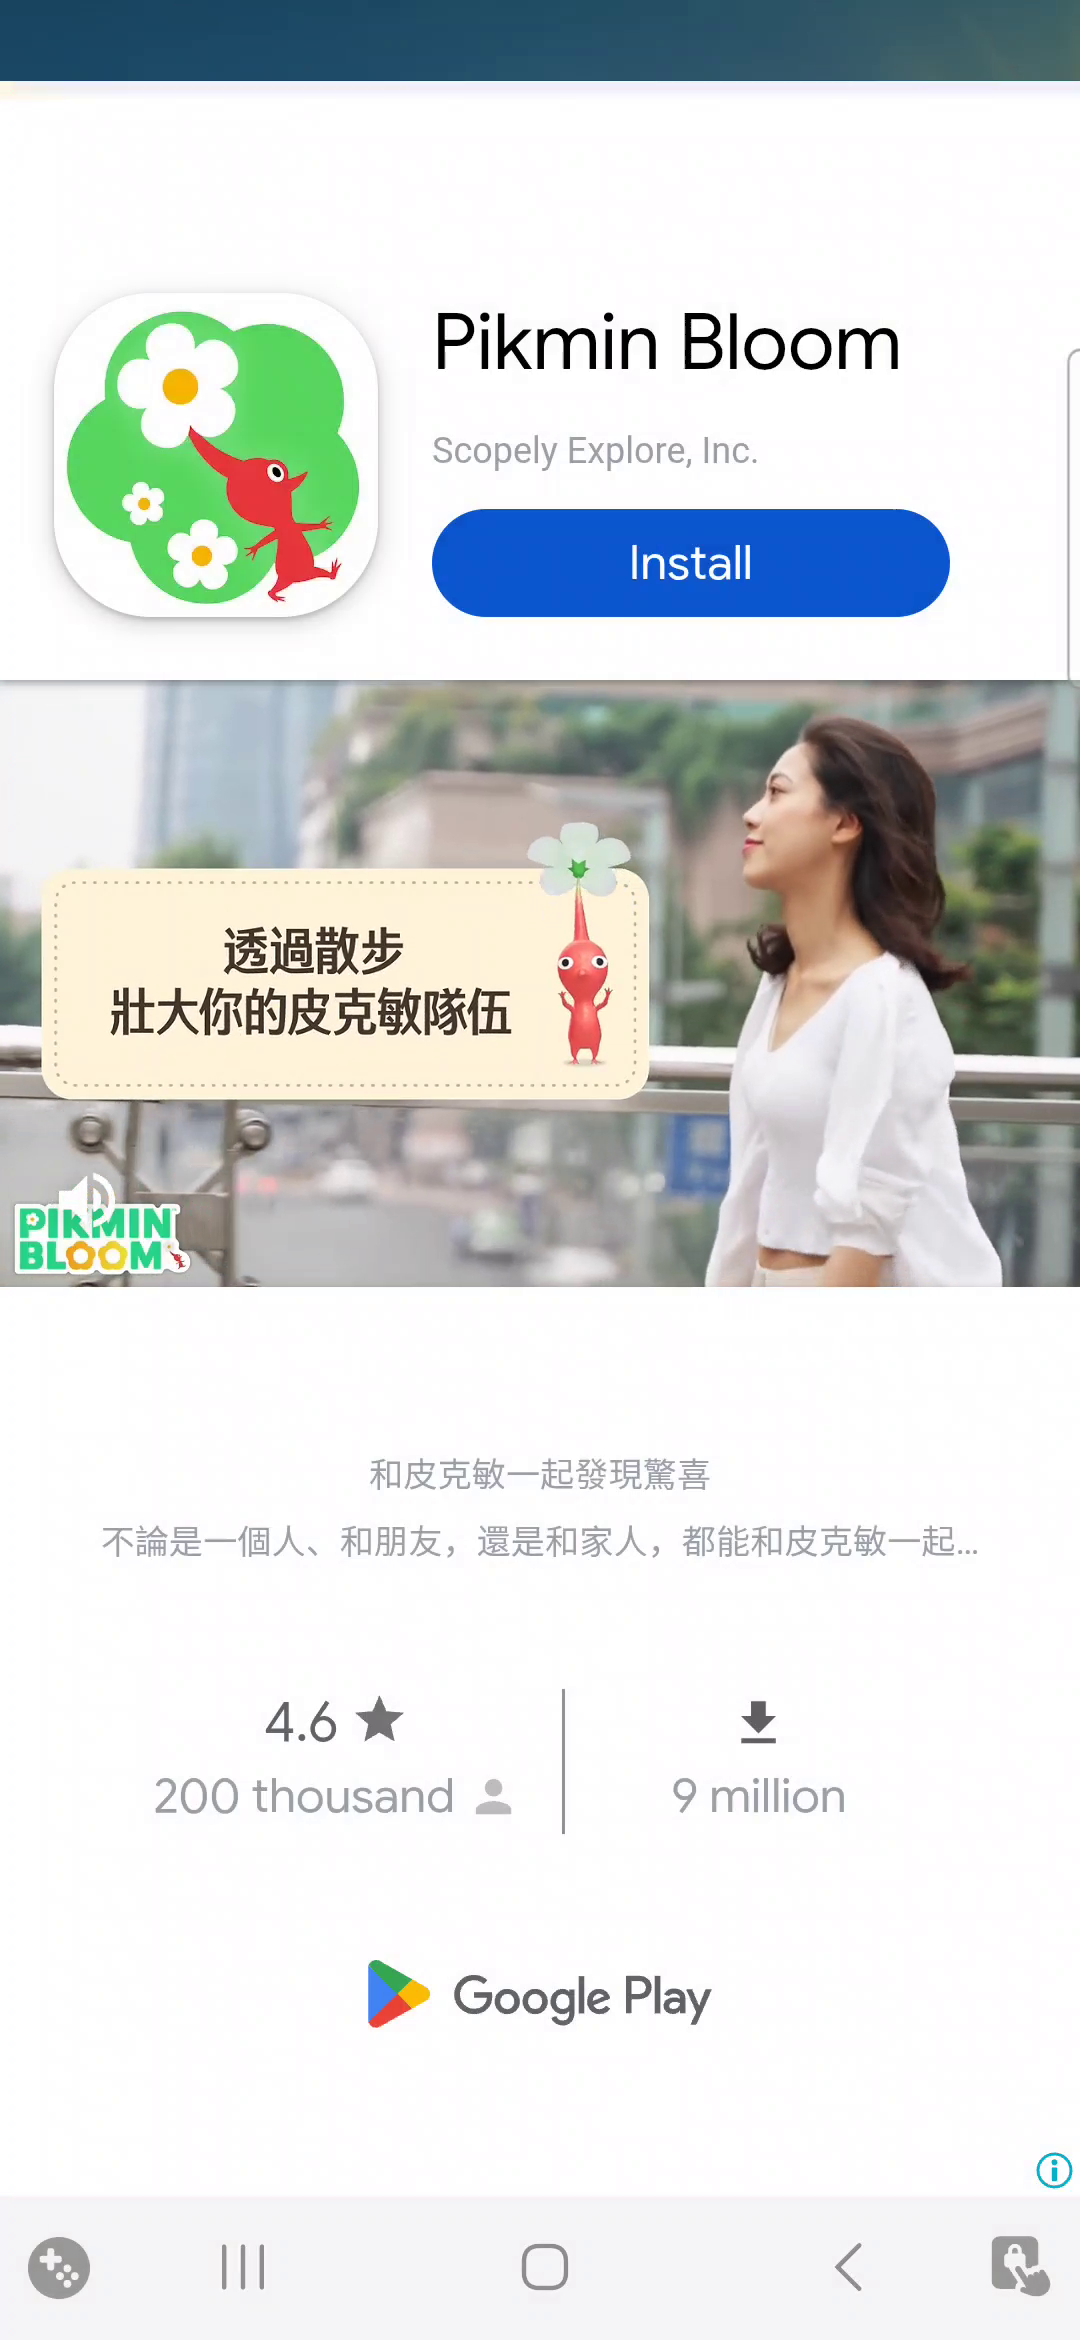 Pikmin Bloom
Scopely Explore, Inc.
Install
透過散步
壯大你的皮克敏隊伍
PIKMIN
BLOOM
和皮克敏一起發現驚喜
不論是一個人、和朋友，還是和家人，都能和皮克敏一起...
4.6
200 thousand
9 million
Google Play